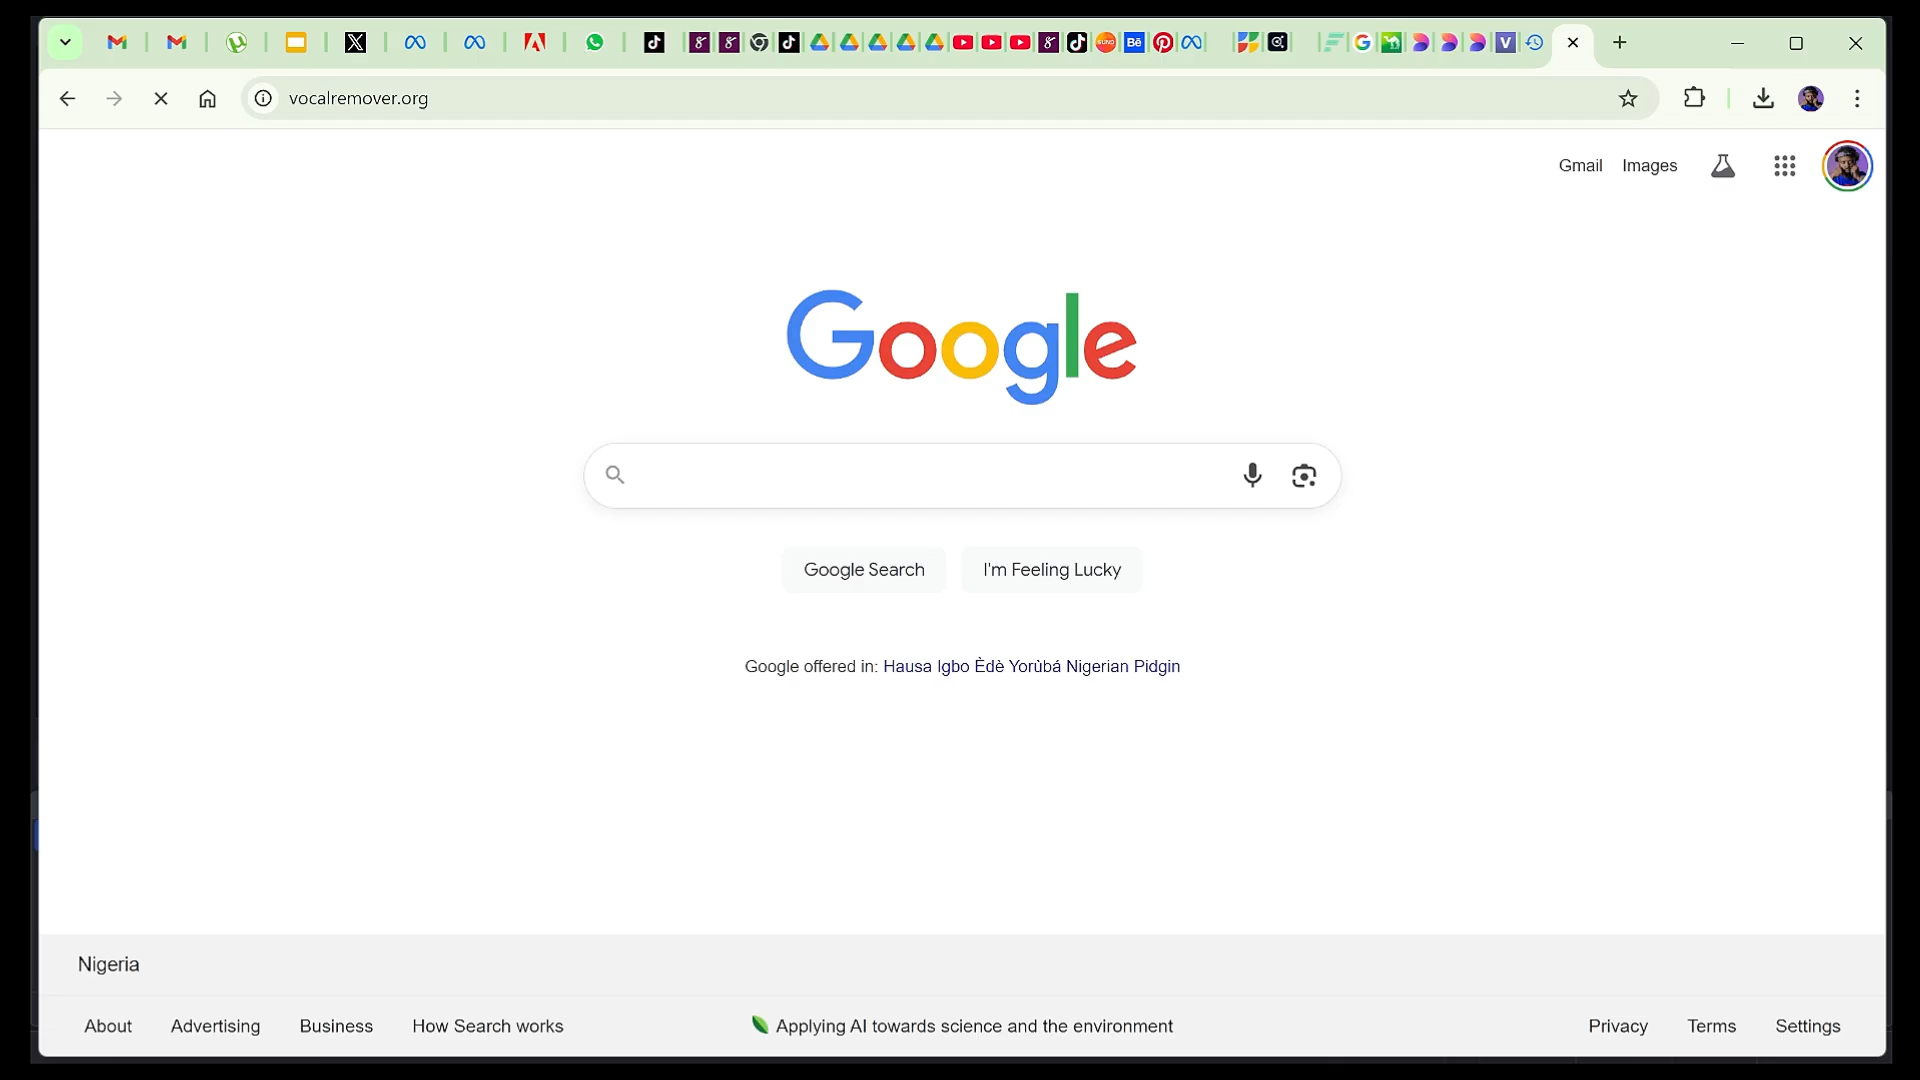 vocalremover.org
Gmail Images
Google
Google Search I'm Feeling Lucky
Google offered in: Hausa Igbo Èdè Yorùbá Nigerian Pidgin
Nigeria
About Advertising Business How Search works Applying AI towards science and the environment Privacy Terms Settings